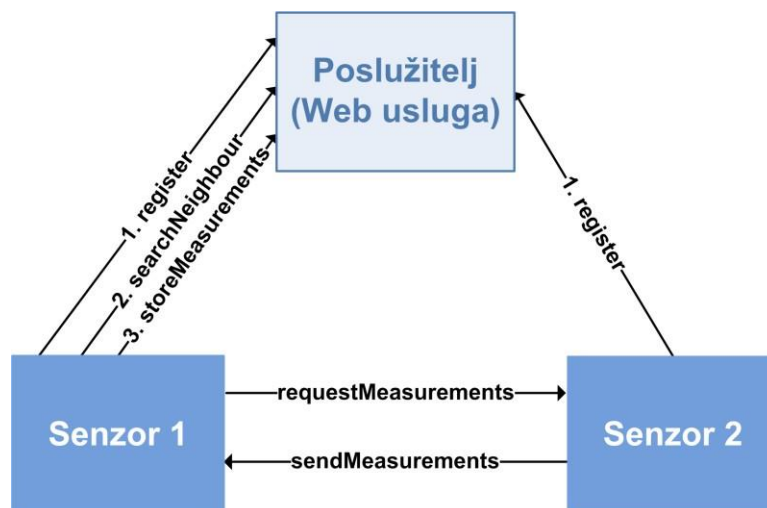 Poslužitelj
(Web usluga)
1. register
2. searchNeighbour
3. storeMeasurements
1. register
requestMeasurements
Senzor 1
Senzor 2
sendMeasurements